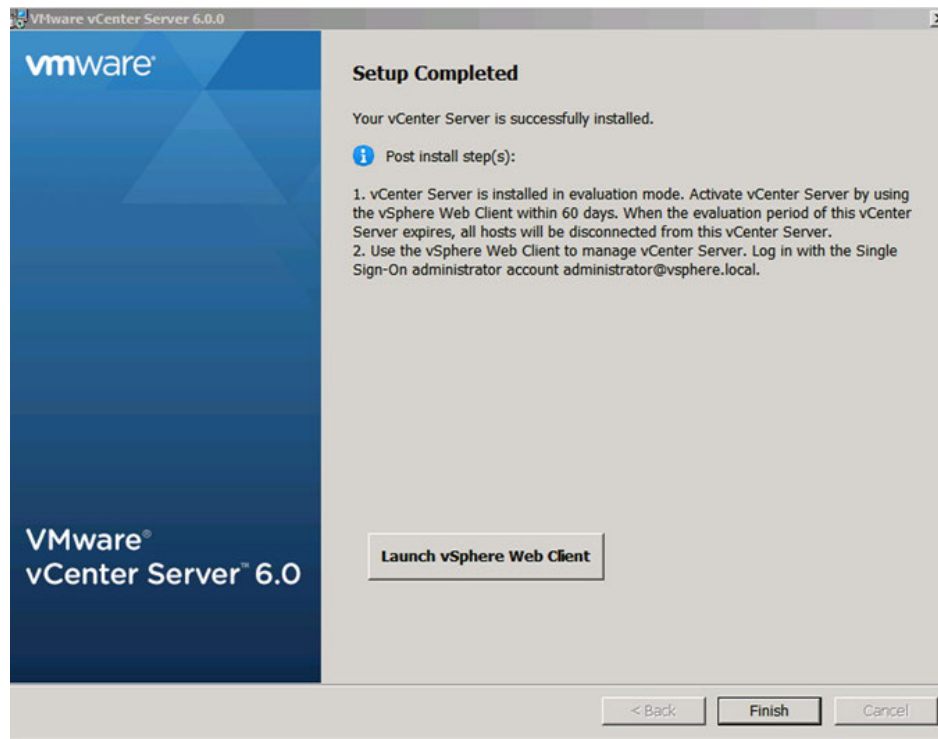 VMware vCenter Server 6.0.0
vmware®
Setup Completed
Your vCenter Server is successfully installed.
Post install step(s):
1. vCenter Server is installed in evaluation mode. Activate vCenter Server by using
the vSphere Web Client within 60 days. When the evaluation period of this vCenter
Server expires, all hosts will be disconnected from this vCenter Server.
2. Use the vSphere Web Client to manage vCenter Server. Log in with the Single
Sign-On administrator account administrator@vsphere.local.
VMware®
vCenter Server™ 6.0
Launch vSphere Web Client
< Back Finish Cancel